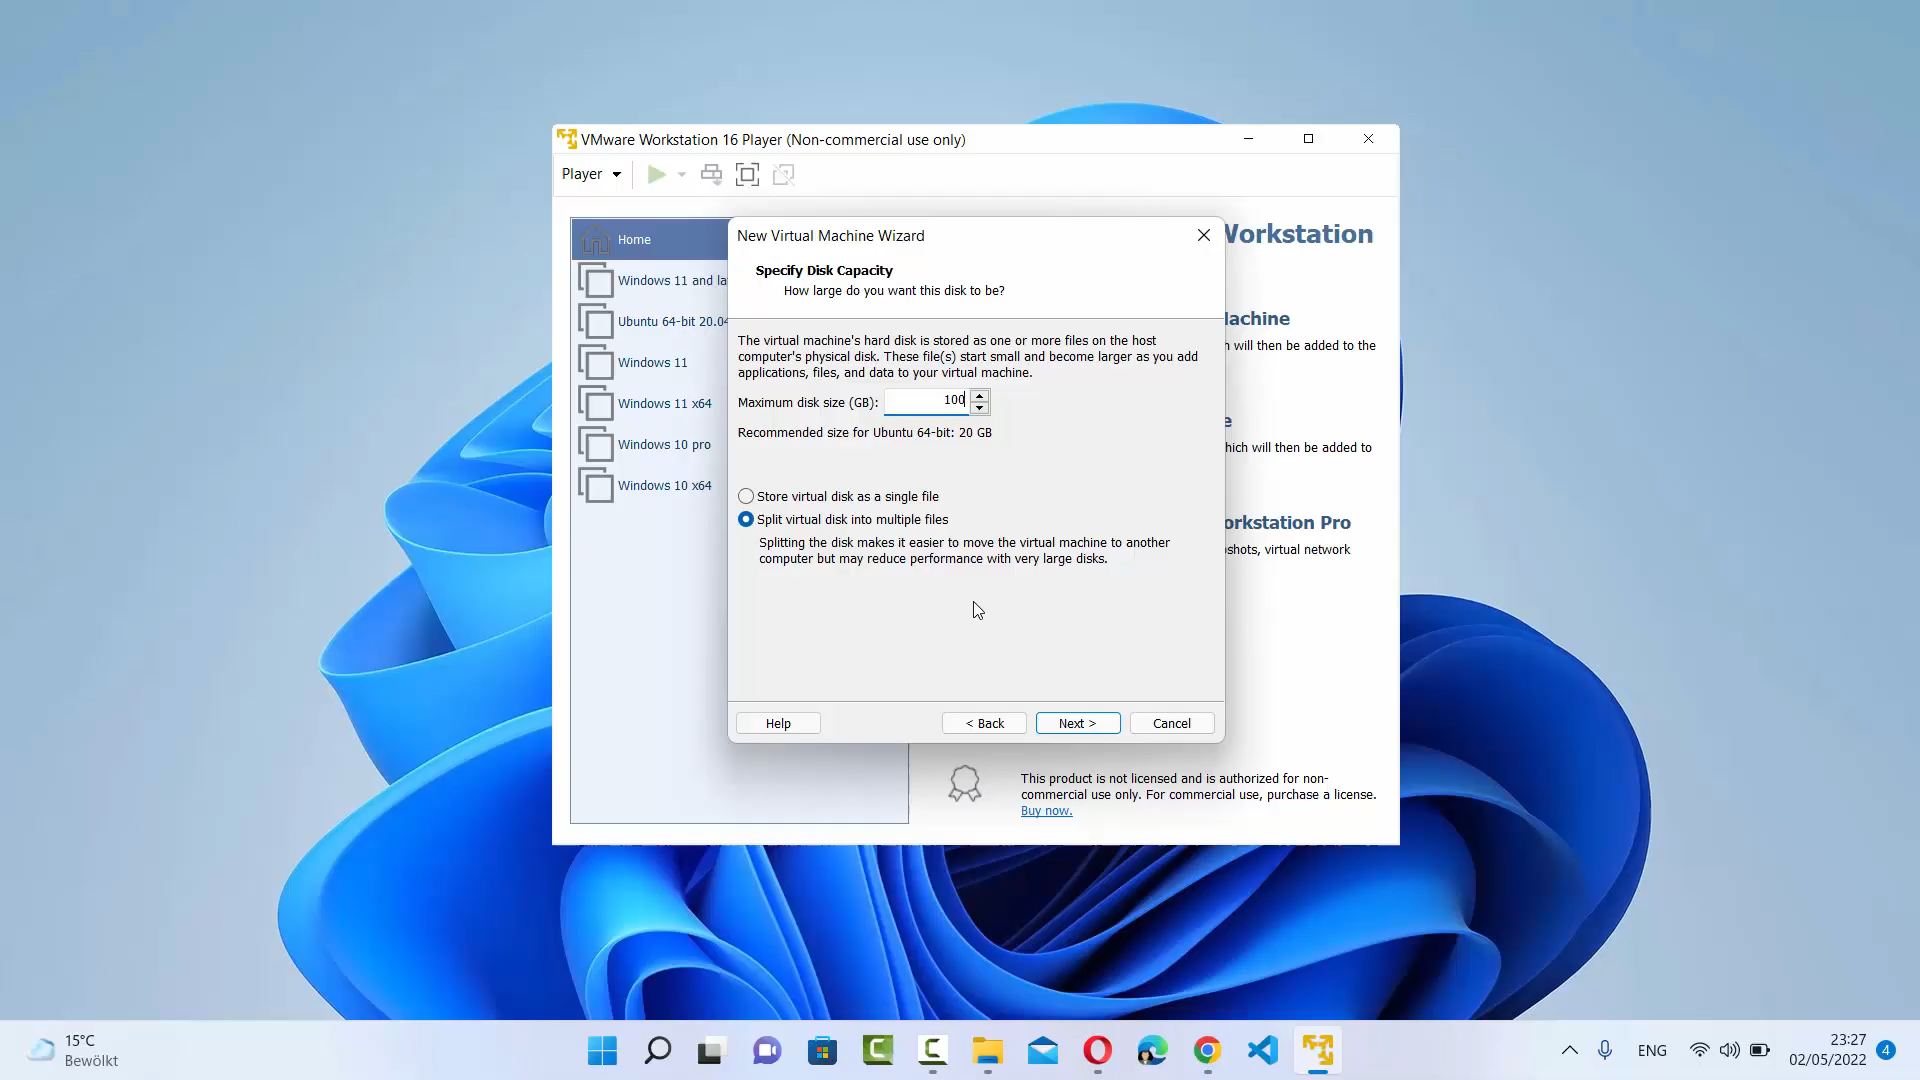 VMware Workstation 16 Player (Non-commercial use only)
Player
Home
Windows 11 and la
Ubuntu 64-bit 20.04
Windows 11
Windows 11 x64
Windows 10 pro
Windows 10 x64
New Virtual Machine Wizard
Specify Disk Capacity
How large do you want this disk to be?
The virtual machine's hard disk is stored as one or more files on the host
computer's physical disk. These file(s) start small and become larger as you add
applications, files, and data to your virtual machine.
Maximum disk size (GB): 100
Recommended size for Ubuntu 64-bit: 20 GB
Store virtual disk as a single file
Split virtual disk into multiple files
Splitting the disk makes it easier to move the virtual machine to another
computer but may reduce performance with very large disks.
Help
< Back
Next >
Cancel
Workstation
achine
will then be added to the
e
hich will then be added to
orkstation Pro
shots, virtual network
This product is not licensed and is authorized for non-
commercial use only. For commercial use, purchase a license.
Buy now.
15°C
Bewölkt
ENG
23:27
02/05/2022
4